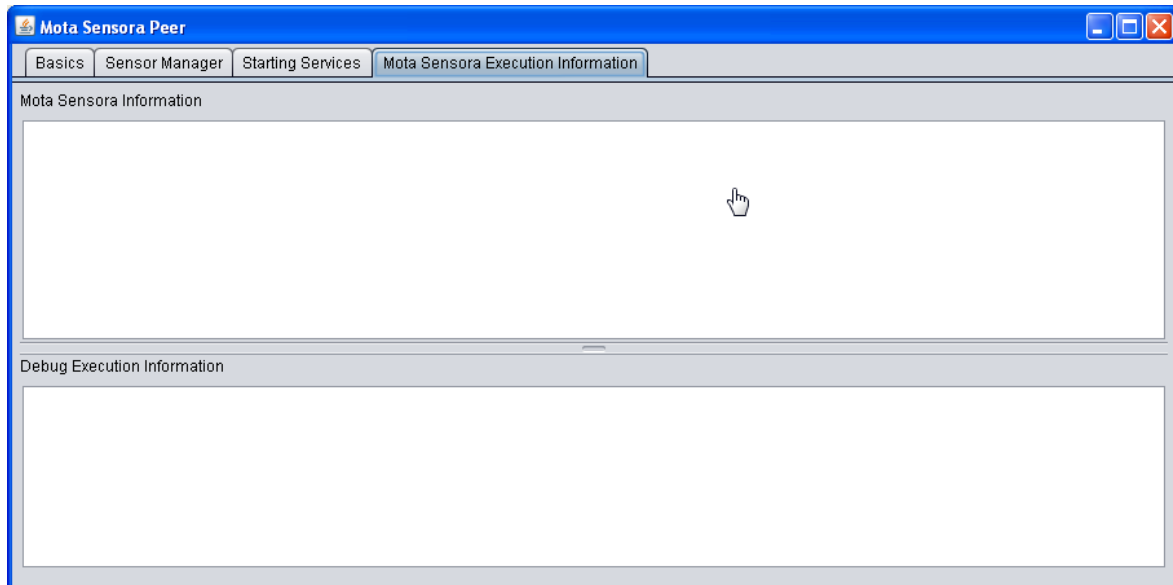 Mota Sensora Peer
Basics Sensor Manager Starting Services Mota Sensora Execution Information
Mota Sensora Information
Debug Execution Information